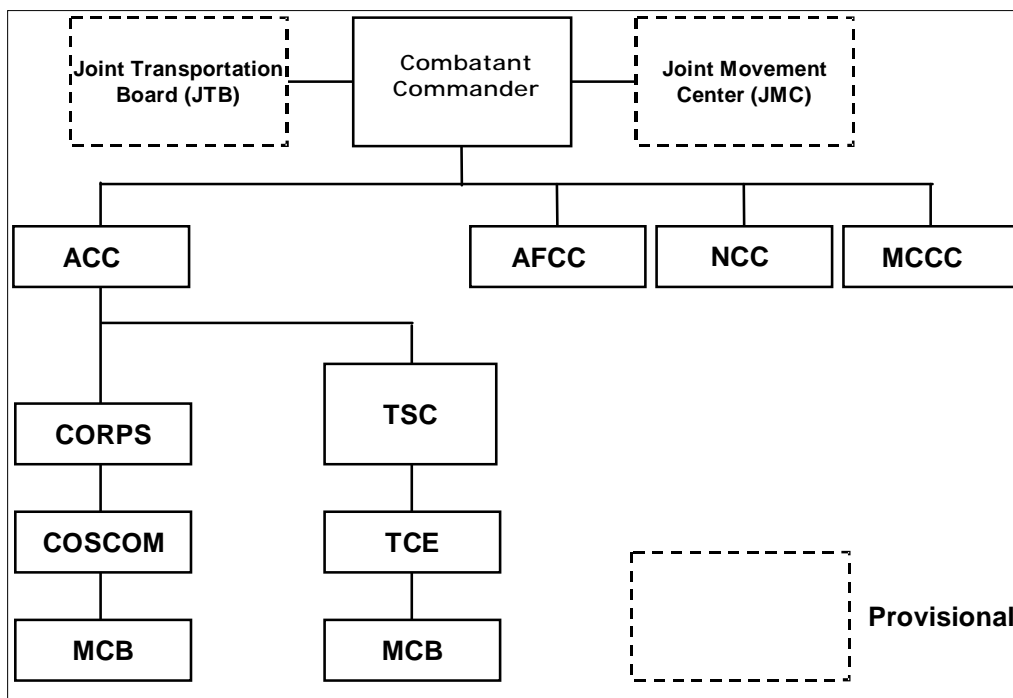 Joint Transportation
Board (JTB)
Combatant
Commander
Joint Movement
Center (JMC)
ACC
AFCC
NCC
MCCC
TSC
CORPS
COSCOM
TCE
MCB
MCB
Provisional